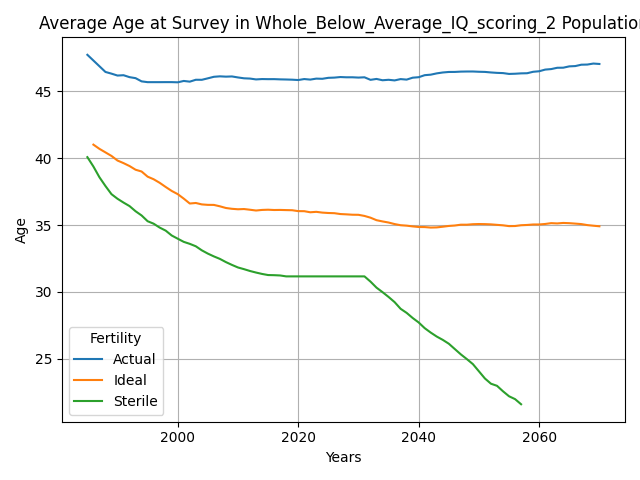 Average Age at Survey in Whole_Below_Average_IQ_scoring_2 Population
Age
45
40
35
30
25
Fertility
Actual
Ideal
Sterile
2000 2020 2040 2060
Years